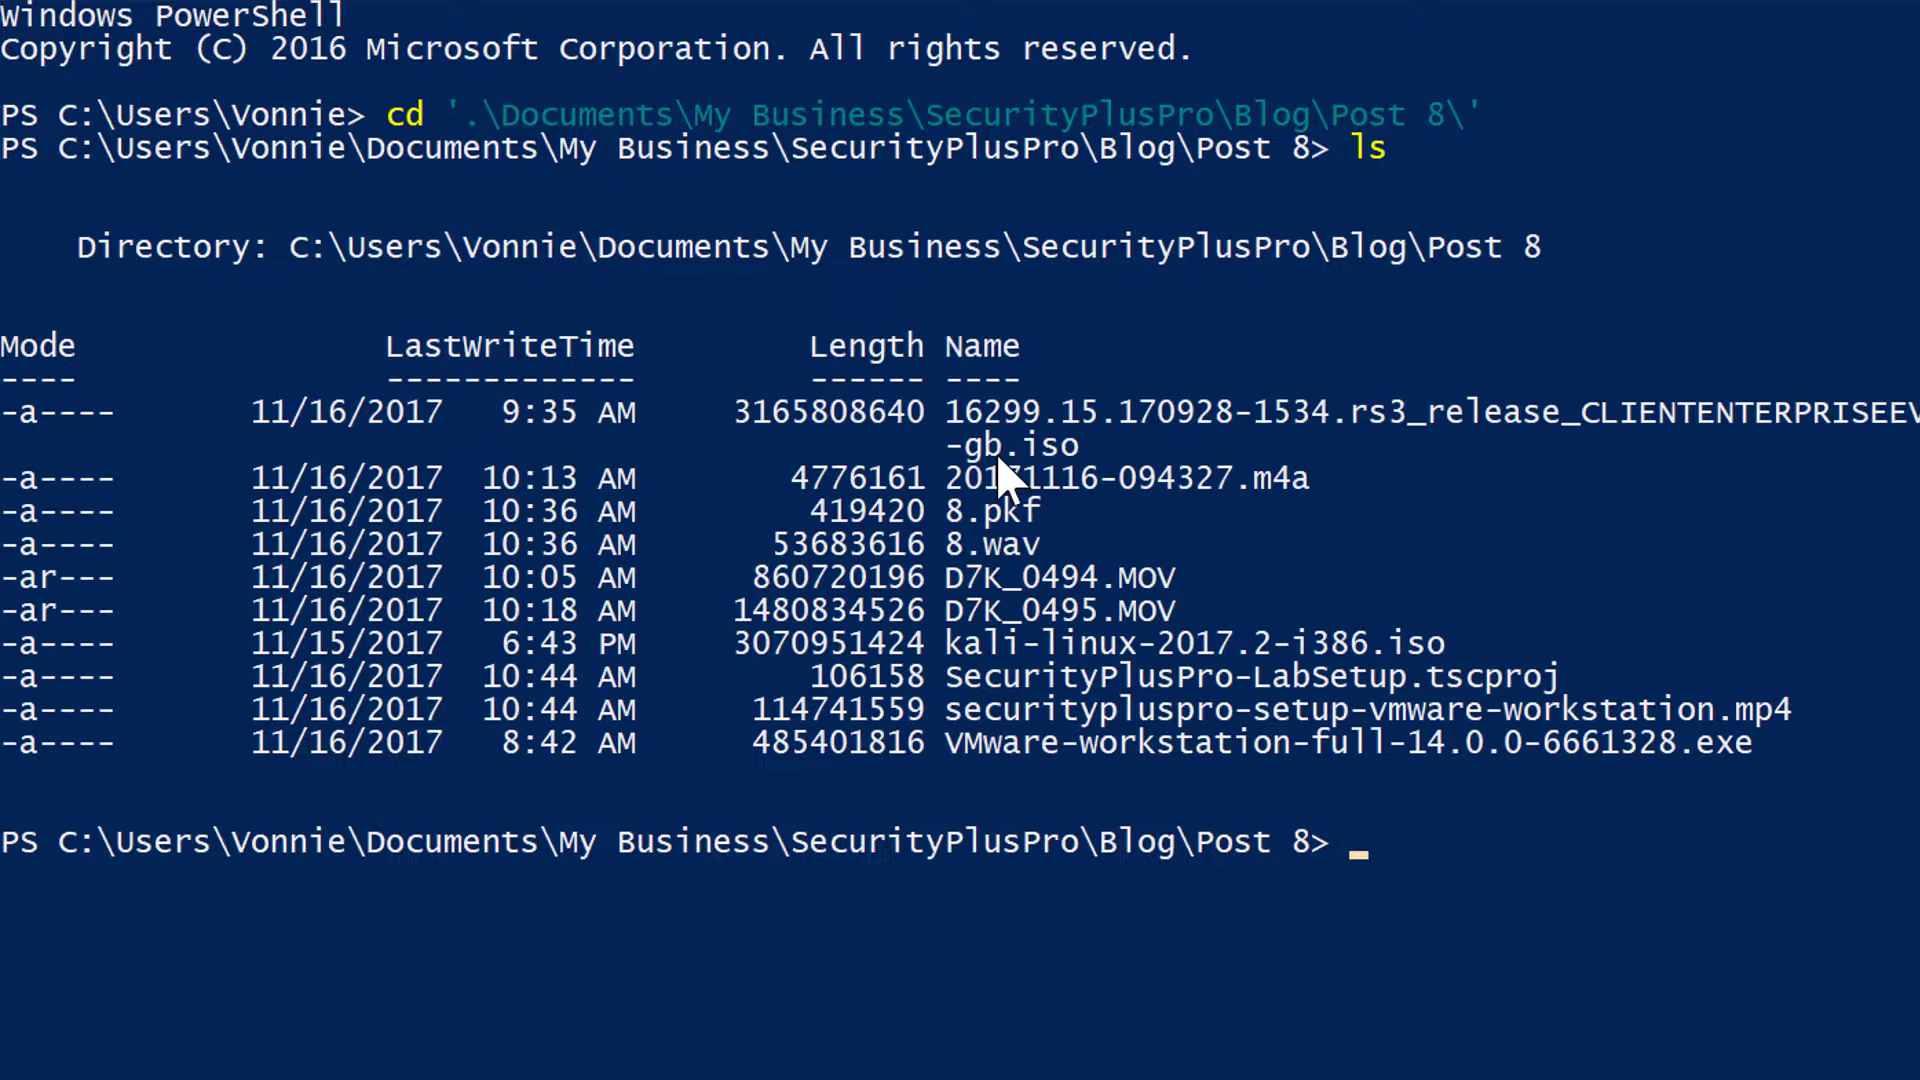 Windows PowerShell
Copyright (C) 2016 Microsoft Corporation. All rights reserved.
PS C:\Users\Vonnie> cd '.\Documents\My Business\SecurityPlusPro\Blog\Post 8\'
PS C:\Users\Vonnie\Documents\My Business\SecurityPlusPro\Blog\Post 8> ls
Directory: C:\Users\Vonnie\Documents\My Business\SecurityPlusPro\Blog\Post 8
Mode LastWriteTime Length Name
---- ------------- ------ ----
-a---- 11/16/2017 9:35 AM 3165808640 16299.15.170928-1534.rs3_release_CLIENTENTERPRISEEV
-gb.iso
-a---- 11/16/2017 10:13 AM 4776161 20171116-094327.m4a
-a---- 11/16/2017 10:36 AM 419420 8.pkf
-a---- 11/16/2017 10:36 AM 53683616 8.wav
-ar--- 11/16/2017 10:05 AM 860720196 D7K_0494.MOV
-ar--- 11/16/2017 10:18 AM 1480834526 D7K_0495.MOV
-a---- 11/15/2017 6:43 PM 3070951424 kali-linux-2017.2-i386.iso
-a---- 11/16/2017 10:44 AM 106158 SecurityPlusPro-LabSetup.tscproj
-a---- 11/16/2017 10:44 AM 114741559 securitypluspro-setup-vmware-workstation.mp4
-a---- 11/16/2017 8:42 AM 485401816 VMware-workstation-full-14.0.0-6661328.exe
PS C:\Users\Vonnie\Documents\My Business\SecurityPlusPro\Blog\Post 8> _